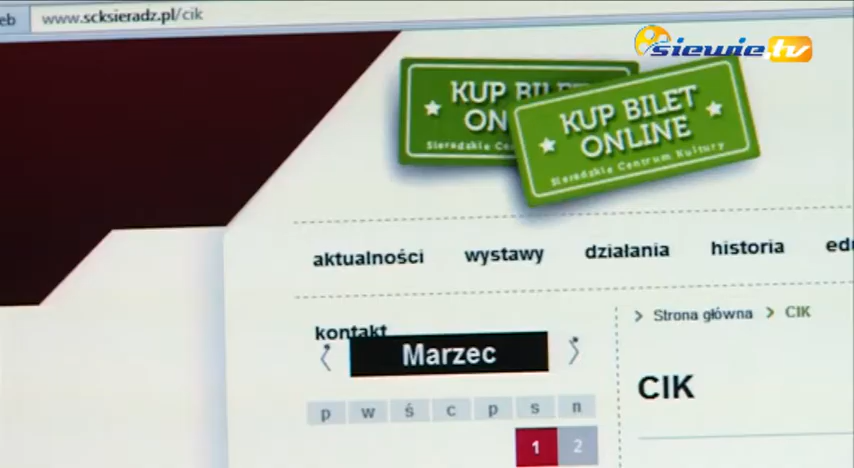 eb
www.scksieradz.pl/cik
siewie.tv
KUP BI
ON
Sieradzkie Ce
KUP BILET
ONLINE
Sieradzkie Centrum Kultury
aktualności wystawy działania historia edu
kontakt
Marzec
p w ś c p s n
1 2
Strona główna CIK
CIK